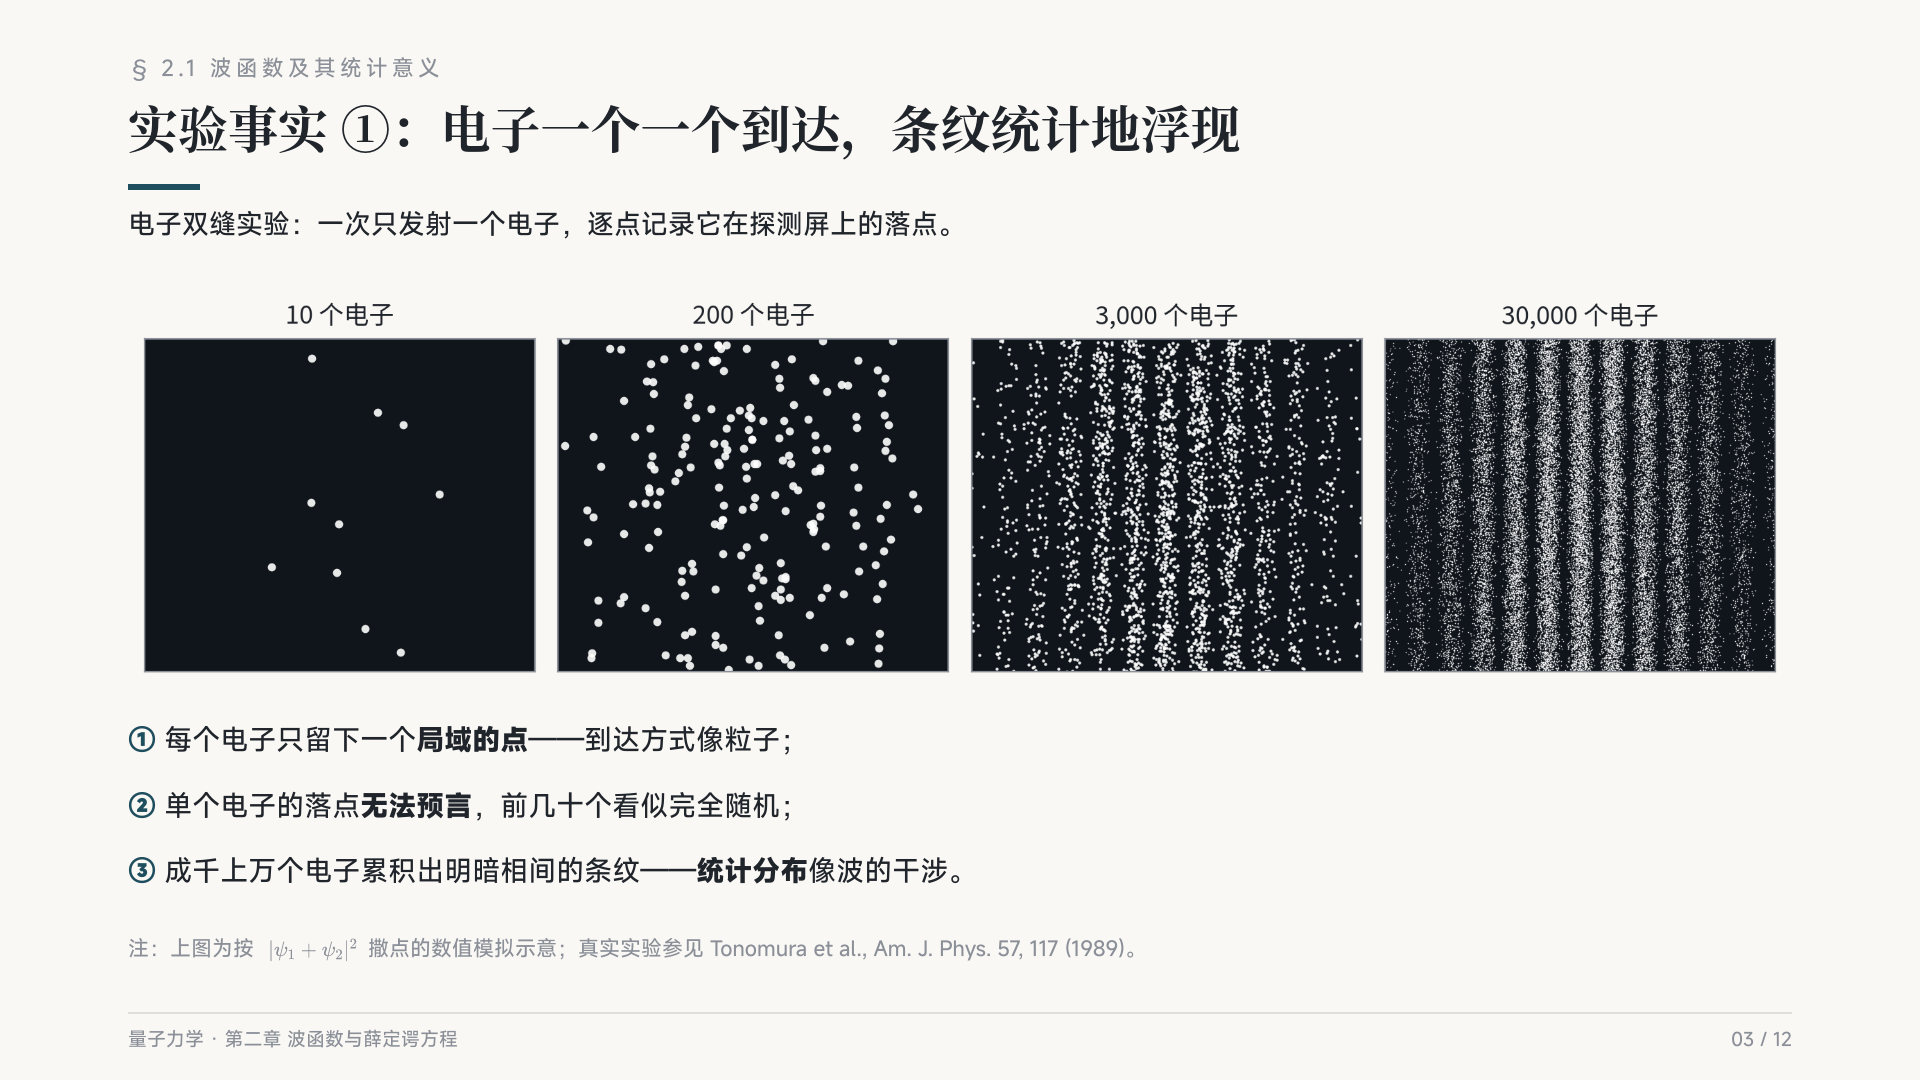 § 2.1 波函数及其统计意义
实验事实 ①：电子一个一个到达，条纹统计地浮现
电子双缝实验：一次只发射一个电子，逐点记录它在探测屏上的落点。
10 个电子
200 个电子
3,000 个电子
30,000 个电子
① 每个电子只留下一个局域的点——到达方式像粒子；
② 单个电子的落点无法预言，前几十个看似完全随机；
③ 成千上万个电子累积出明暗相间的条纹——统计分布像波的干涉。
注：上图为按 |ψ₁ + ψ₂|² 撒点的数值模拟示意；真实实验参见 Tonomura et al., Am. J. Phys. 57, 117 (1989)。
量子力学 · 第二章 波函数与薛定谔方程
03 / 12